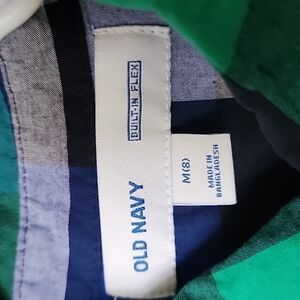 OLD NAVY
BUILT-IN FLEX
M(8)
MADE IN
BANGLADESH